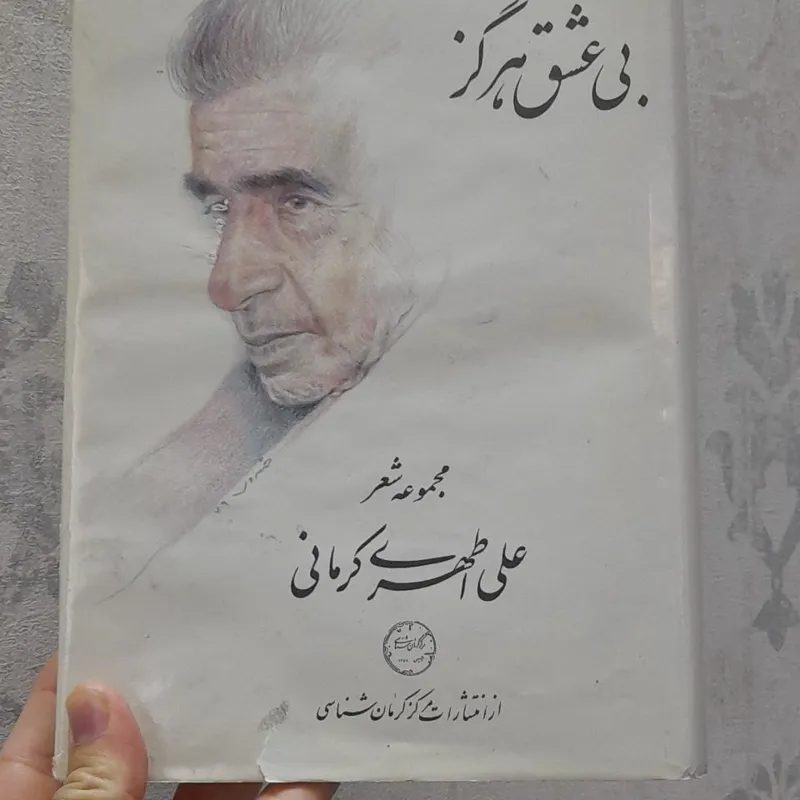 بی عشق هرگز
مجموعه شعر
علی اطهری کرمانی
از انتشارات مرکز کرمان شناسی